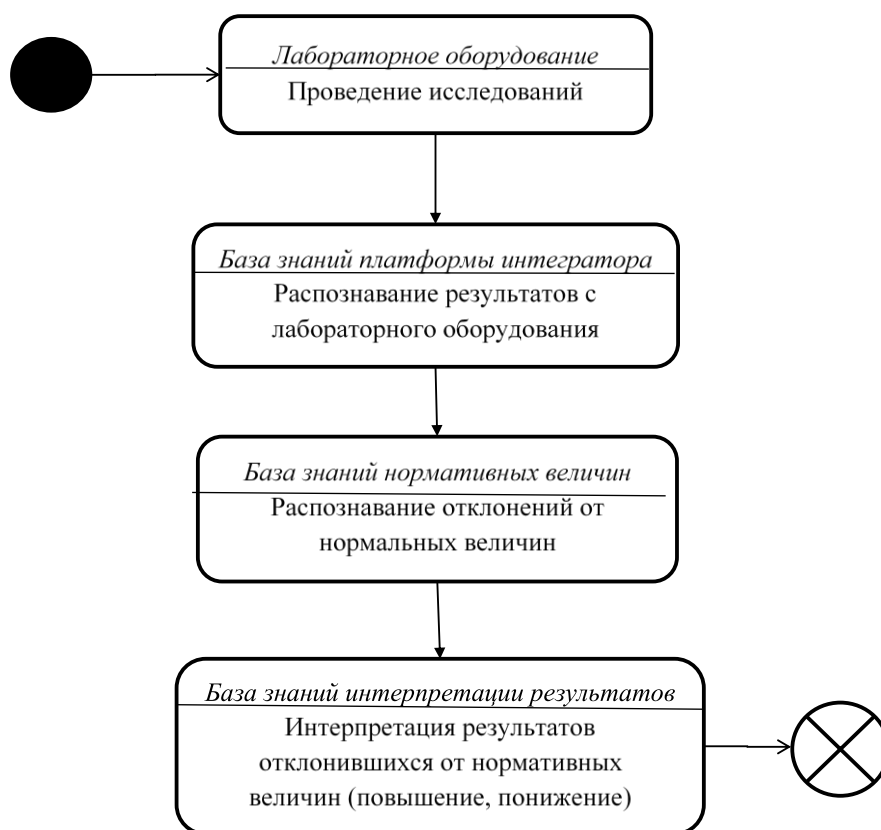 Лабораторное оборудование
Проведение исследований
База знаний платформы интегратора
Распознавание результатов с
лабораторного оборудования
База знаний нормативных величин
Распознавание отклонений от
нормальных величин
База знаний интерпретации результатов
Интерпретация результатов
отклонившихся от нормативных
величин (повышение, понижение)